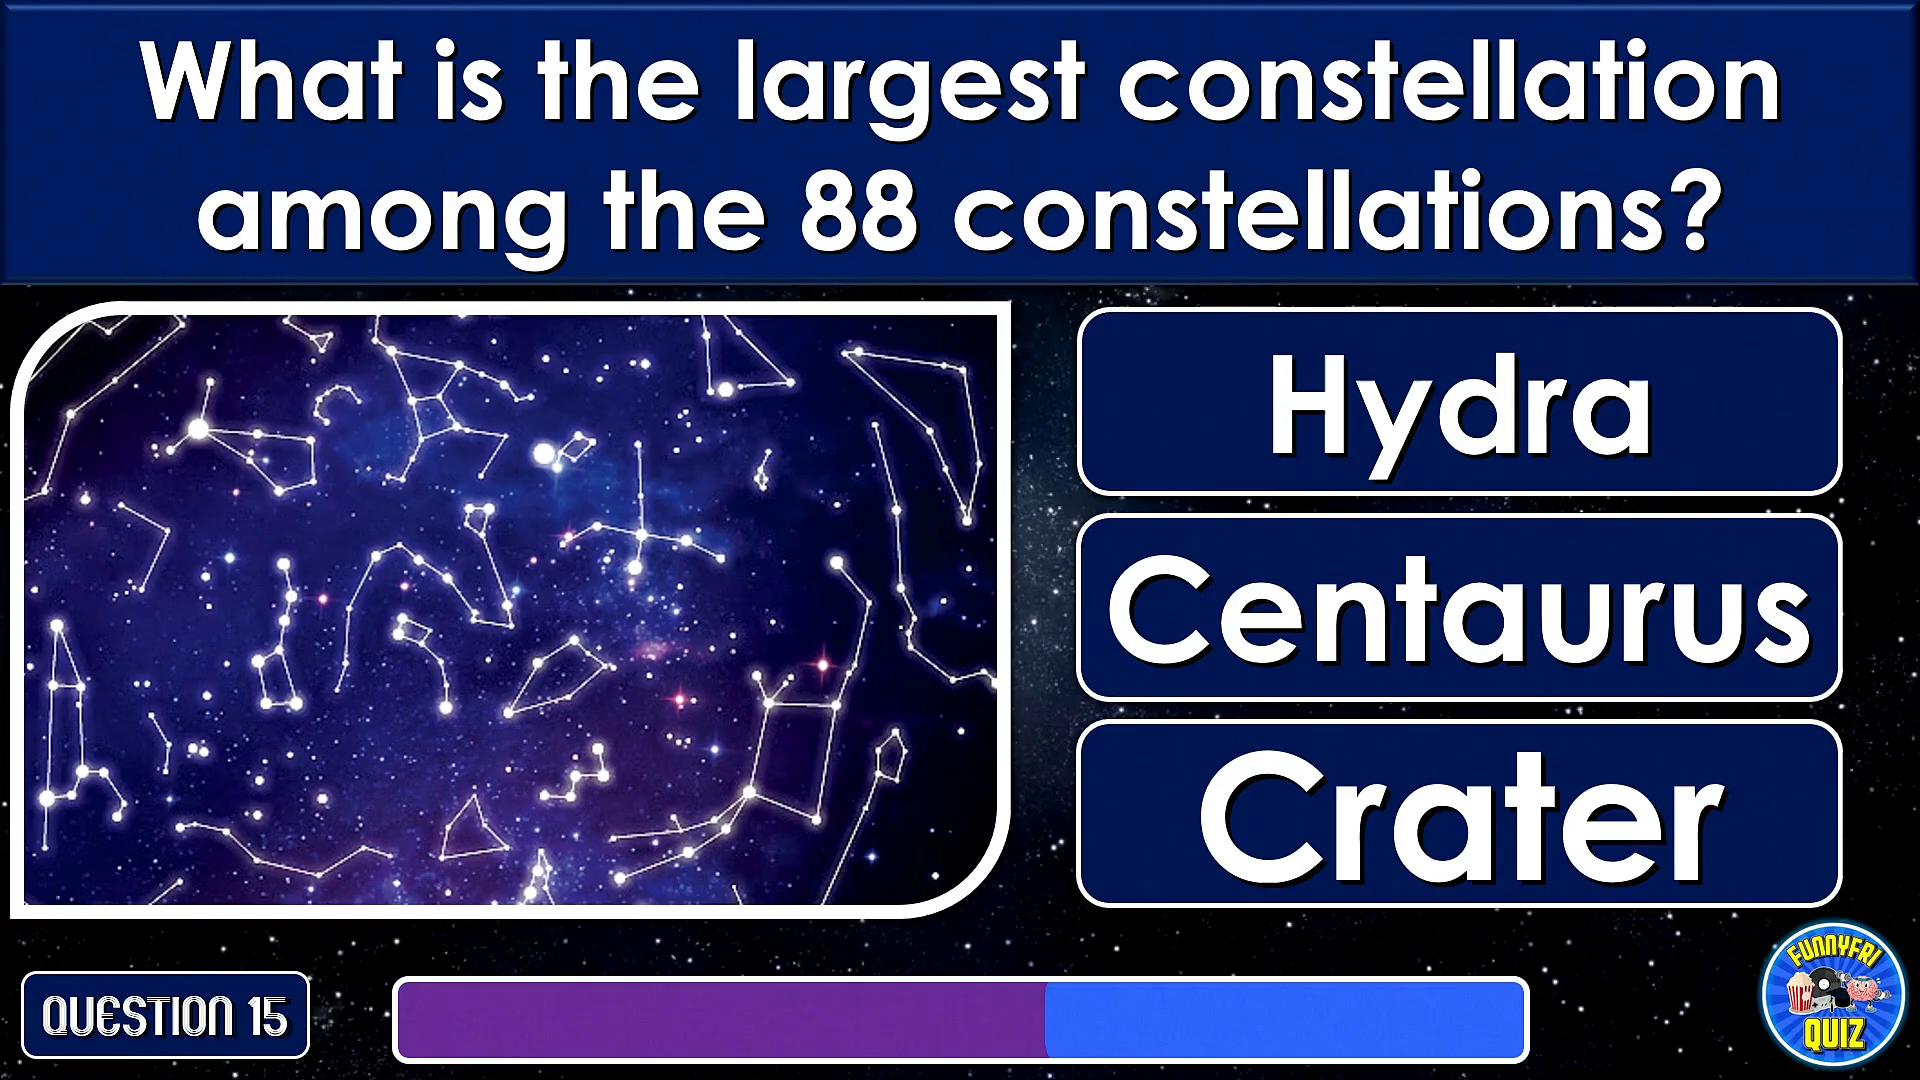 What is the largest constellation
among the 88 constellations?
Hydra
Centaurus
Crater
QUESTION 15
FUNNYFRI
QUIZ